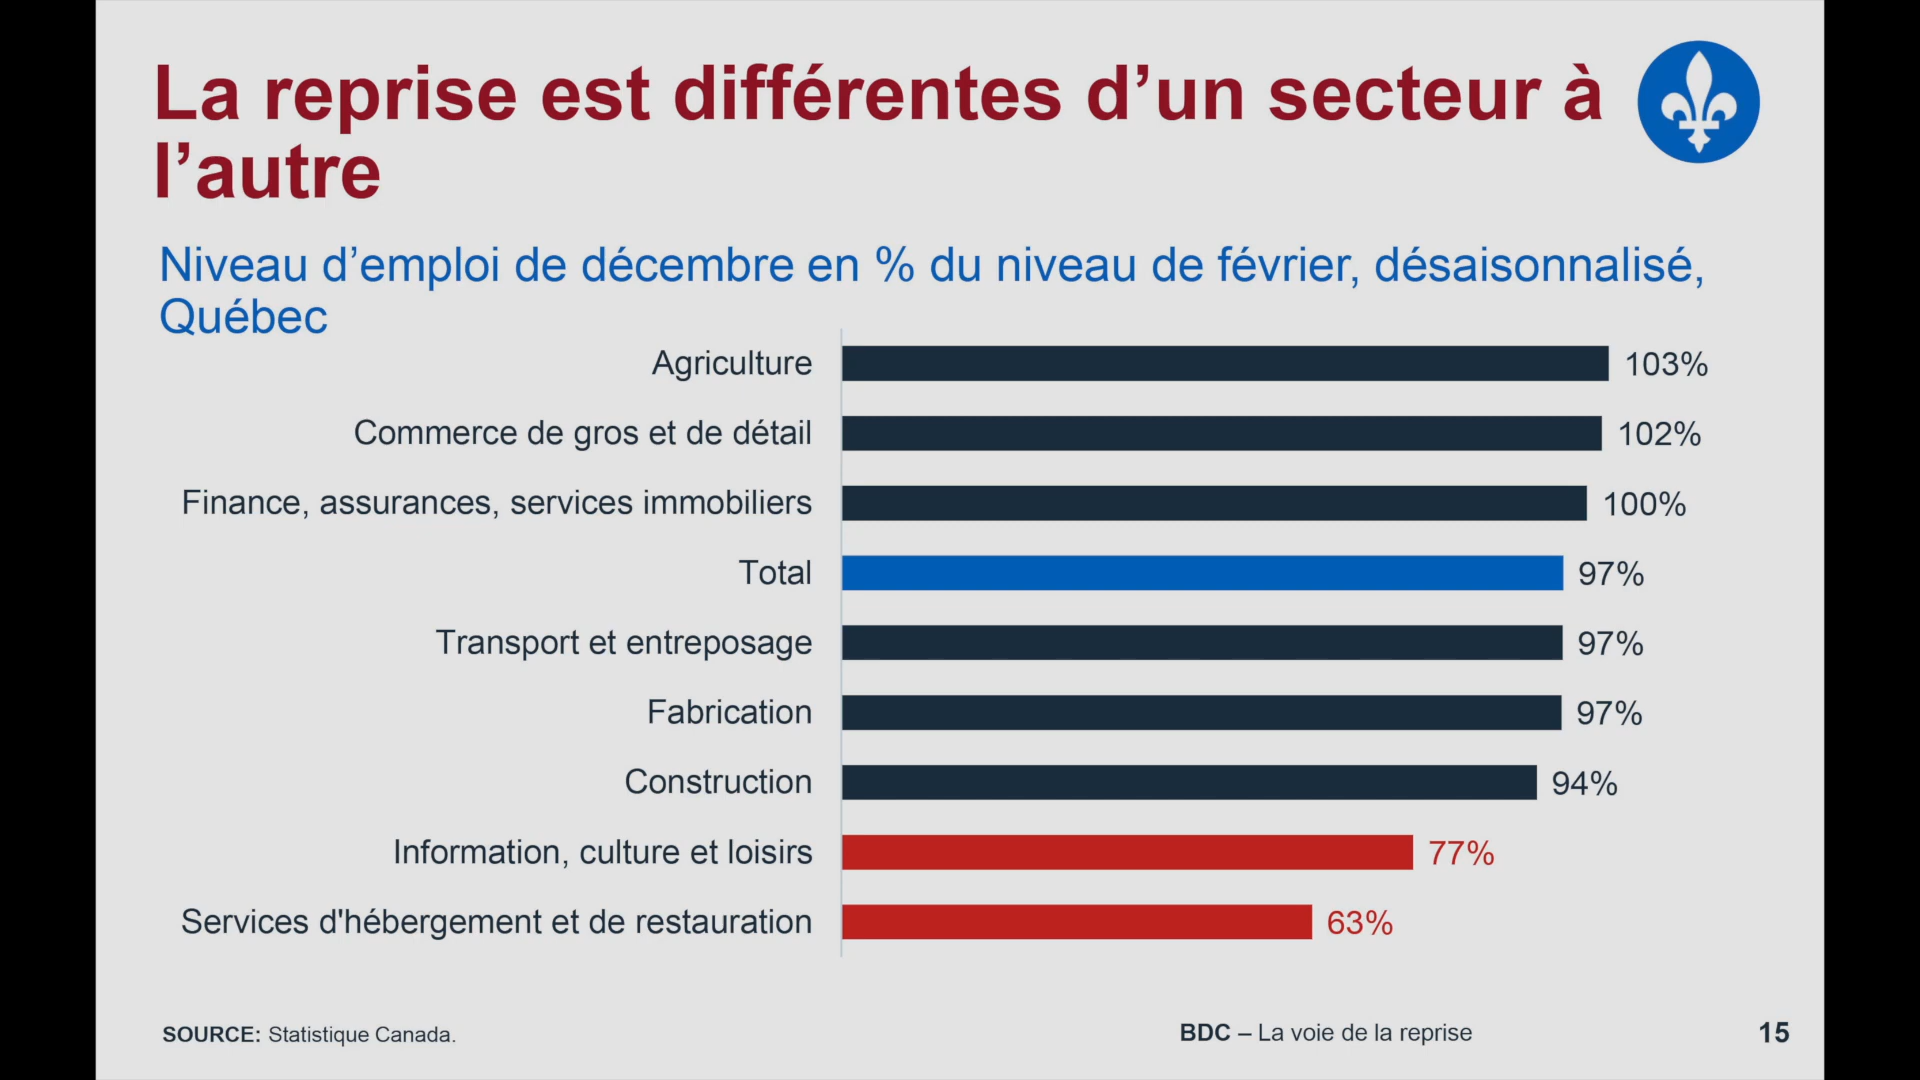 La reprise est différentes d’un secteur à
l’autre
Niveau d’emploi de décembre en % du niveau de février, désaisonnalisé,
Québec
Agriculture 103%
Commerce de gros et de détail 102%
Finance, assurances, services immobiliers 100%
Total 97%
Transport et entreposage 97%
Fabrication 97%
Construction 94%
Information, culture et loisirs 77%
Services d'hébergement et de restauration 63%
SOURCE: Statistique Canada.
BDC – La voie de la reprise
15